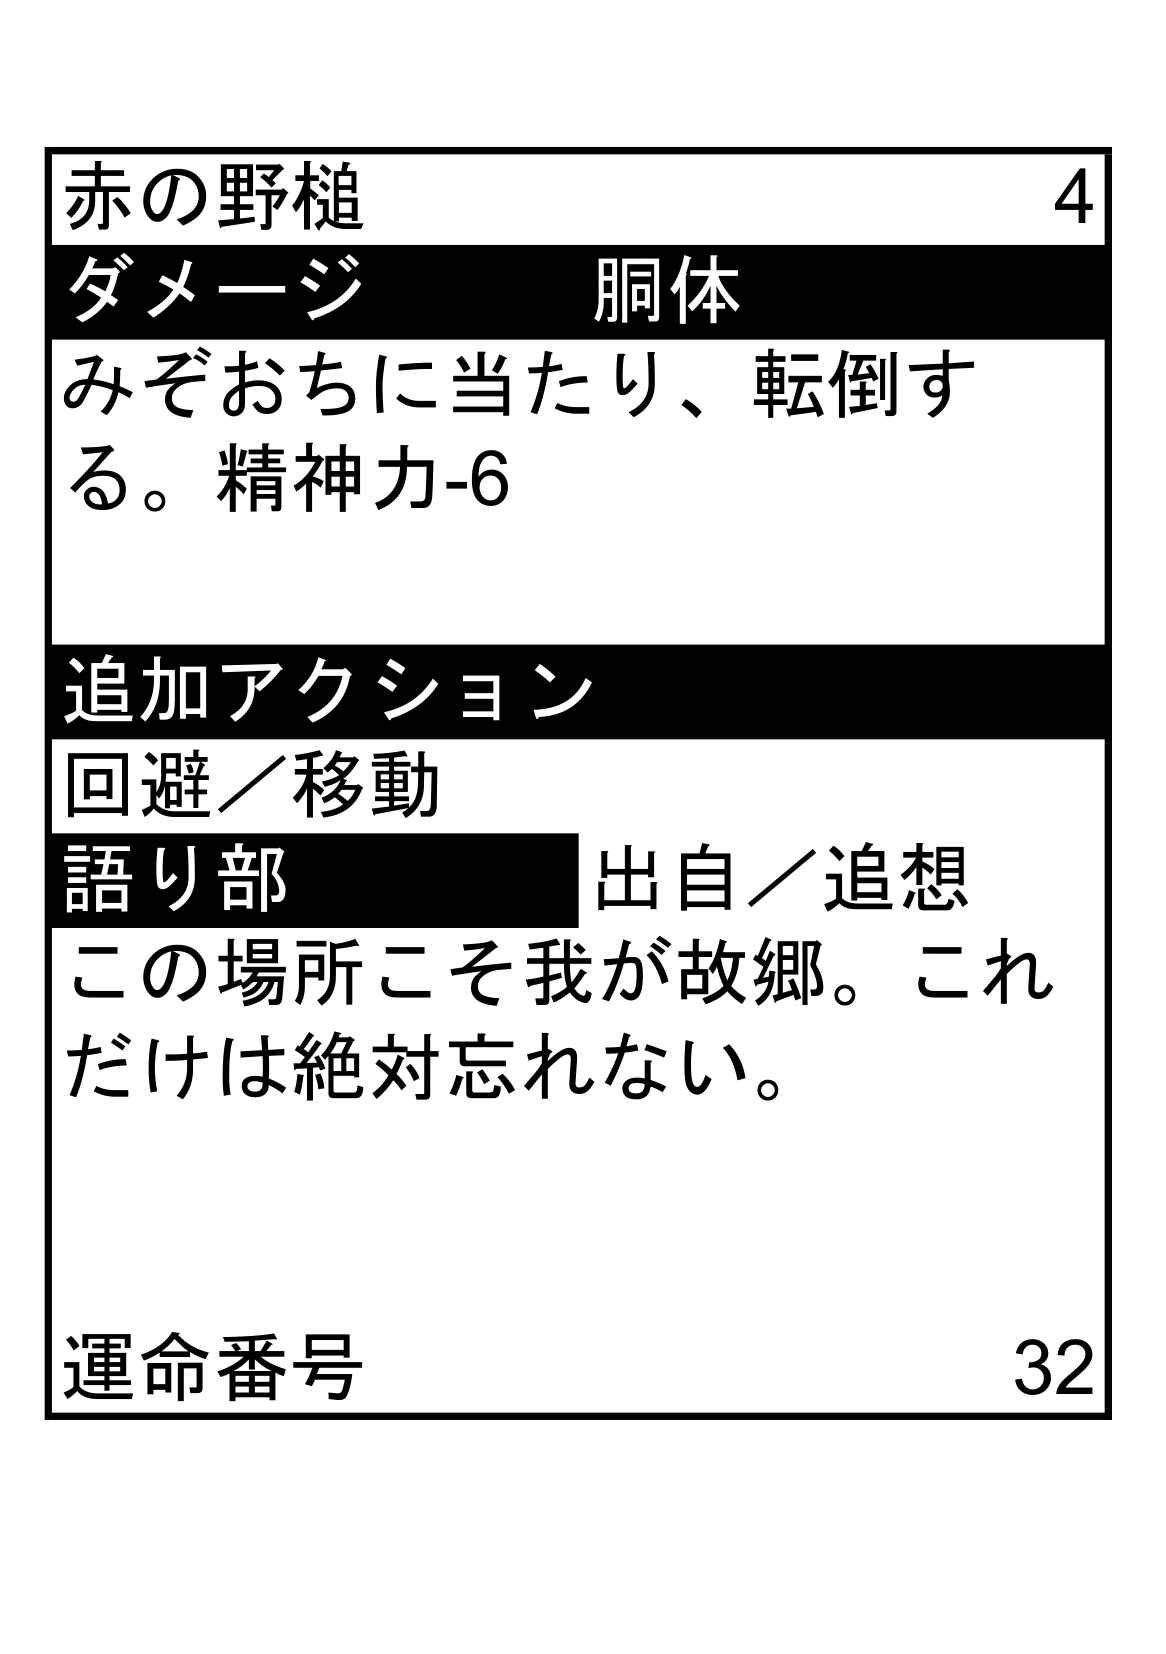 赤の野槌 4
ダメージ 胴体
みぞおちに当たり、転倒す
る。精神力-6
追加アクション
回避／移動
語り部 出自／追想
この場所こそ我が故郷。これ
だけは絶対忘れない。
運命番号 32